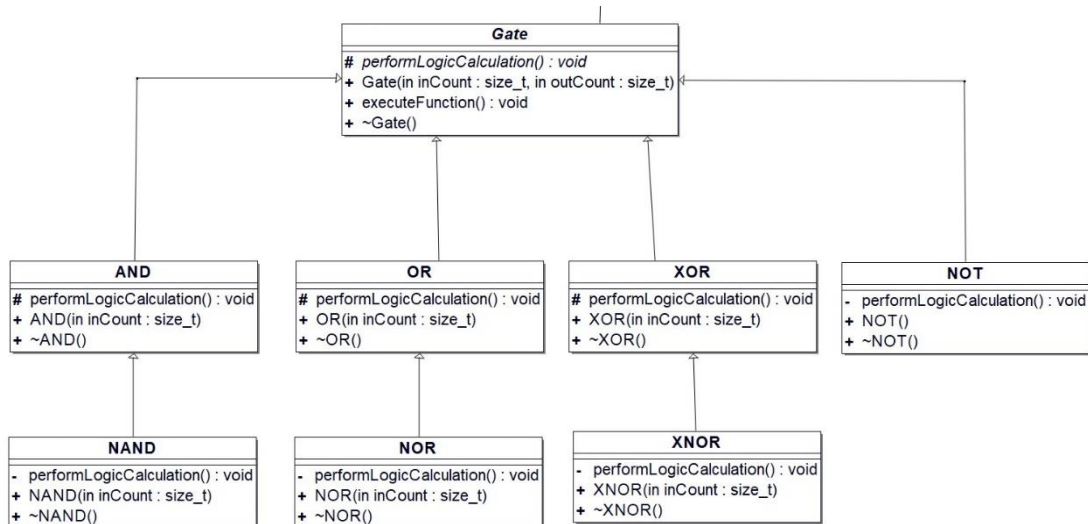 Gate
# performLogicCalculation() : void
+ Gate(in inCount : size_t, in outCount : size_t)
+ executeFunction() : void
+ ~Gate()
AND
# performLogicCalculation() : void
+ AND(in inCount : size_t)
+ ~AND()
OR
# performLogicCalculation() : void
+ OR(in inCount : size_t)
+ ~OR()
XOR
# performLogicCalculation() : void
+ XOR(in inCount : size_t)
+ ~XOR()
NOT
- performLogicCalculation() : void
+ NOT()
+ ~NOT()
NAND
- performLogicCalculation() : void
+ NAND(in inCount : size_t)
+ ~NAND()
NOR
- performLogicCalculation() : void
+ NOR(in inCount : size_t)
+ ~NOR()
XNOR
- performLogicCalculation() : void
+ XNOR(in inCount : size_t)
+ ~XNOR()